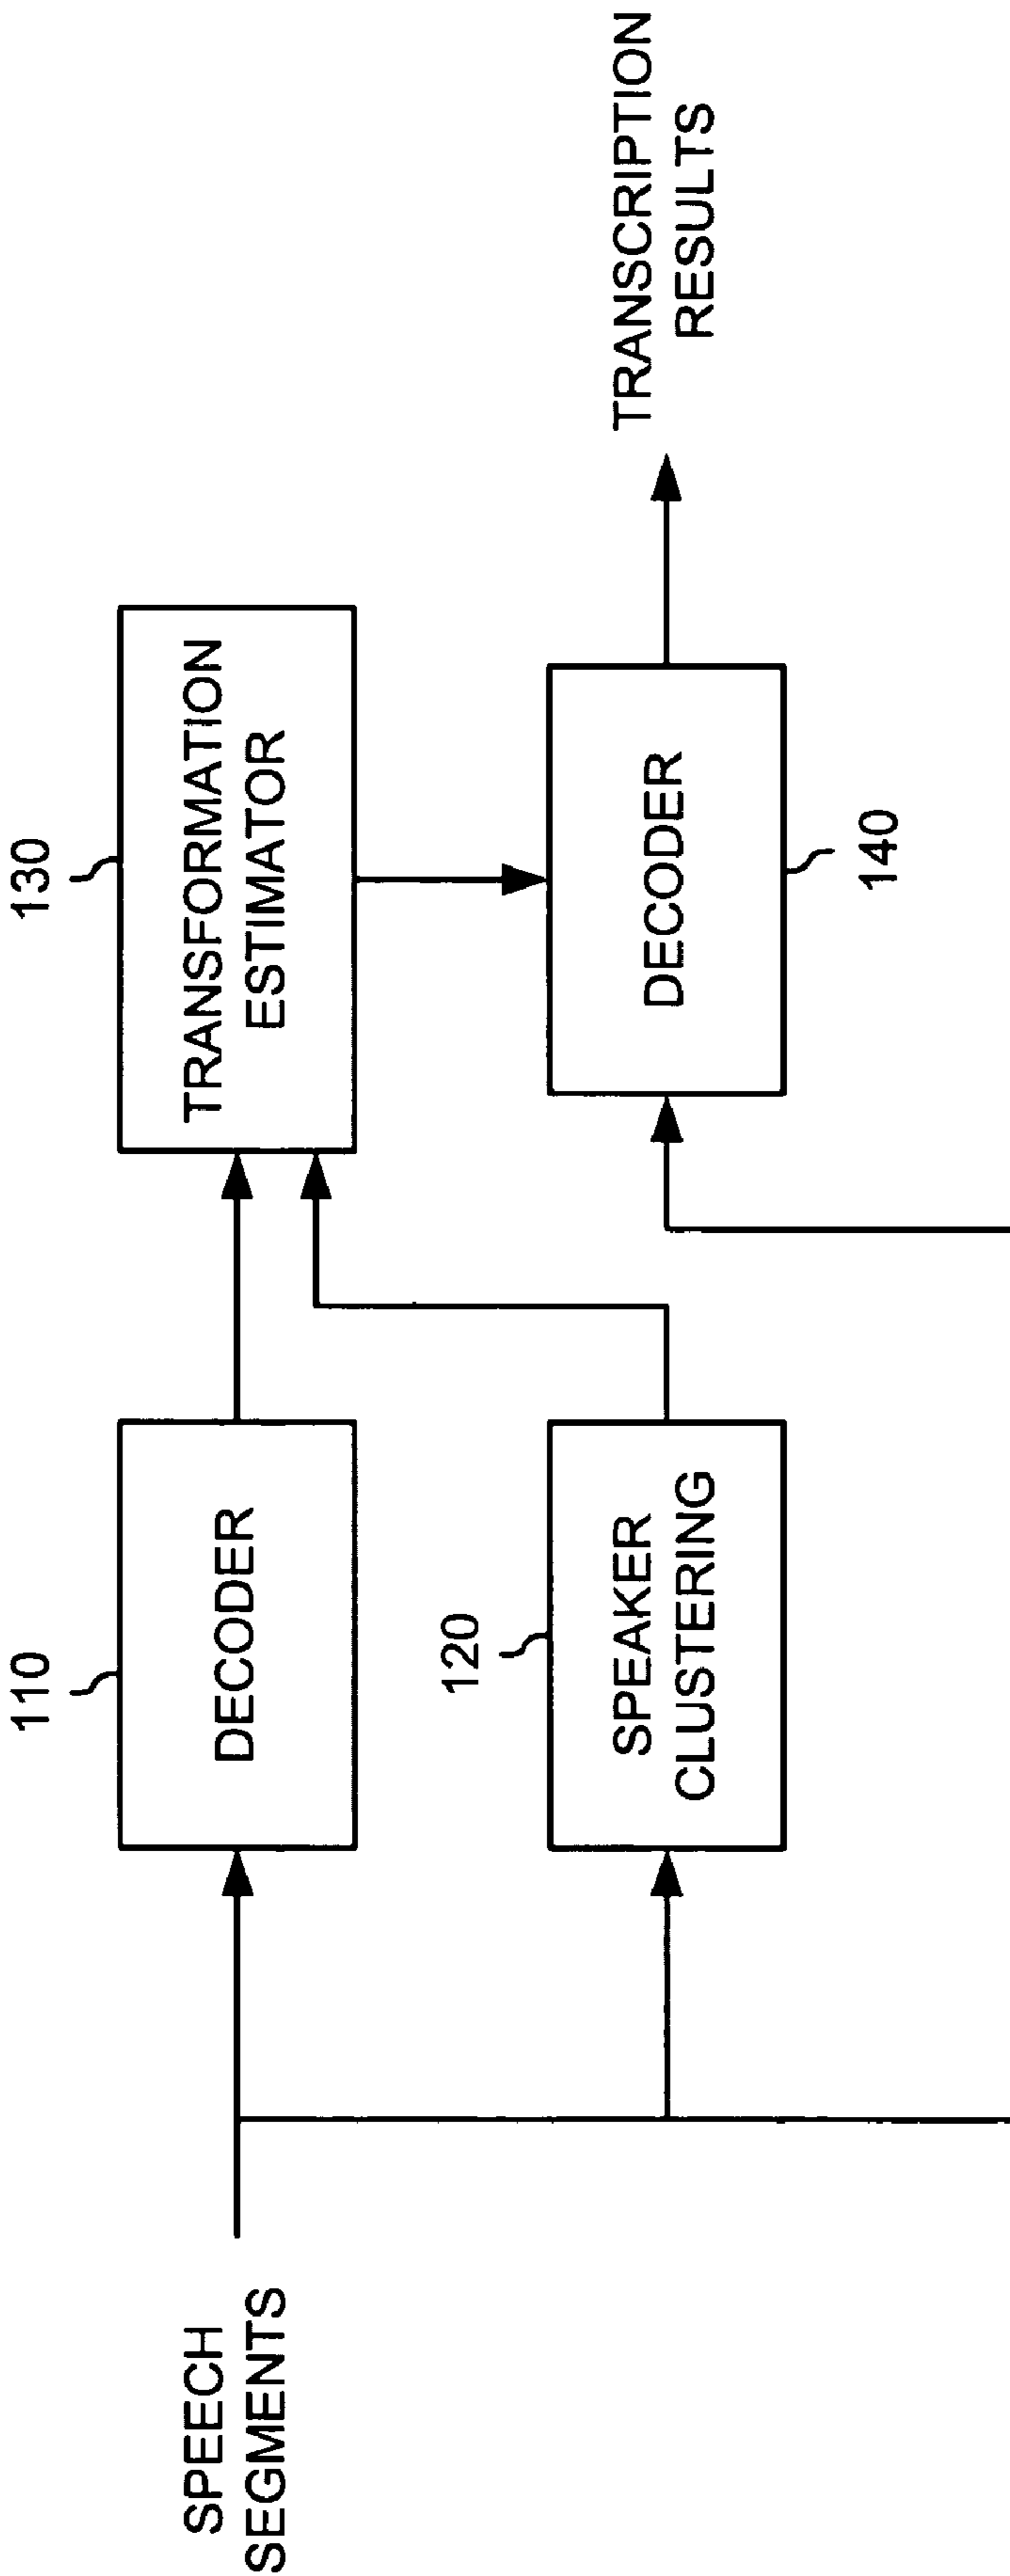 SPEECH
SEGMENTS
110
DECODER
120
SPEAKER
CLUSTERING
130
TRANSFORMATION
ESTIMATOR
DECODER
140
TRANSCRIPTION
RESULTS